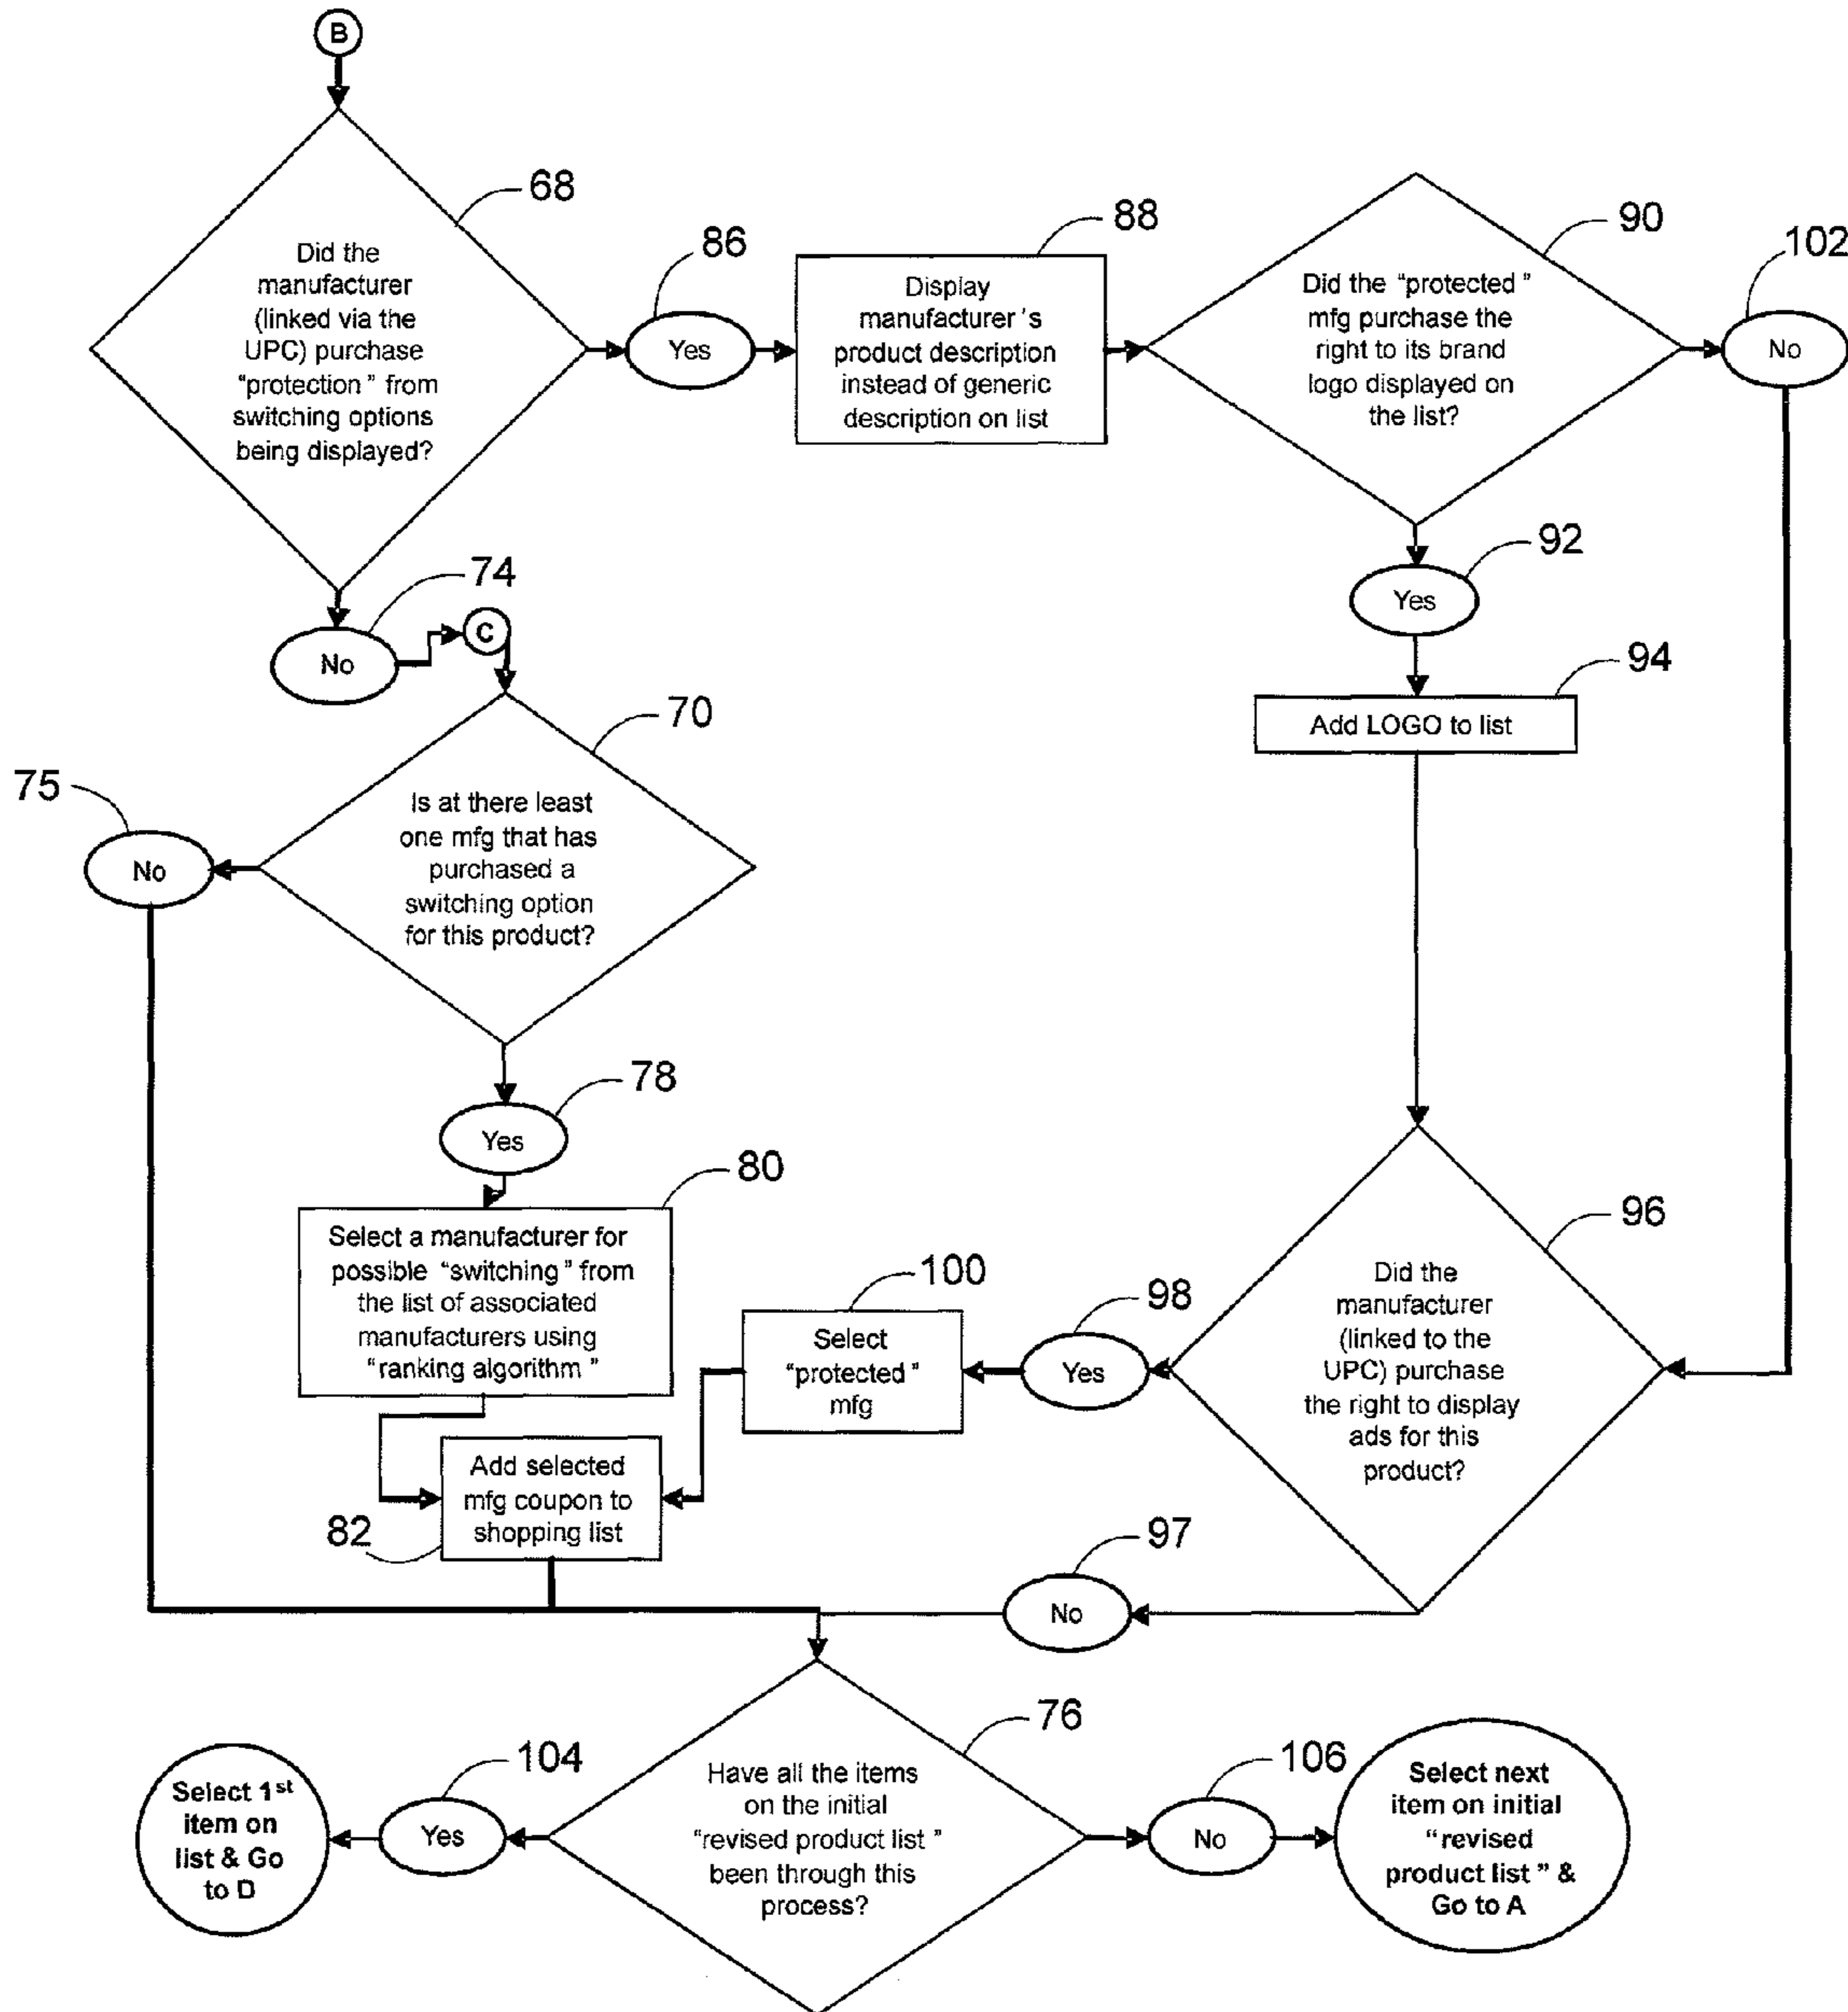 B
68
Did the
manufacturer
(linked via the
UPC) purchase
“protection” from
switching options
being displayed?
86
Yes
88
Display
manufacturer's
product description
instead of generic
description on list
90
Did the “protected”
mfg purchase the
right to its brand
logo displayed on
the list?
102
No
92
Yes
94
Add LOGO to list
74
No
C
70
Is at there least
one mfg that has
purchased a
switching option
for this product?
75
No
78
Yes
80
Select a manufacturer for
possible “switching” from
the list of associated
manufacturers using
“ranking algorithm”
96
Did the
manufacturer
(linked to the
UPC) purchase
the right to display
ads for this
product?
98
Yes
100
Select
“protected”
mfg
82
Add selected
mfg coupon to
shopping list
97
No
76
Have all the items
on the initial
“revised product list”
been through this
process?
104
Yes
Select 1st
item on
list & Go
to D
106
No
Select next
item on initial
“revised
product list” &
Go to A